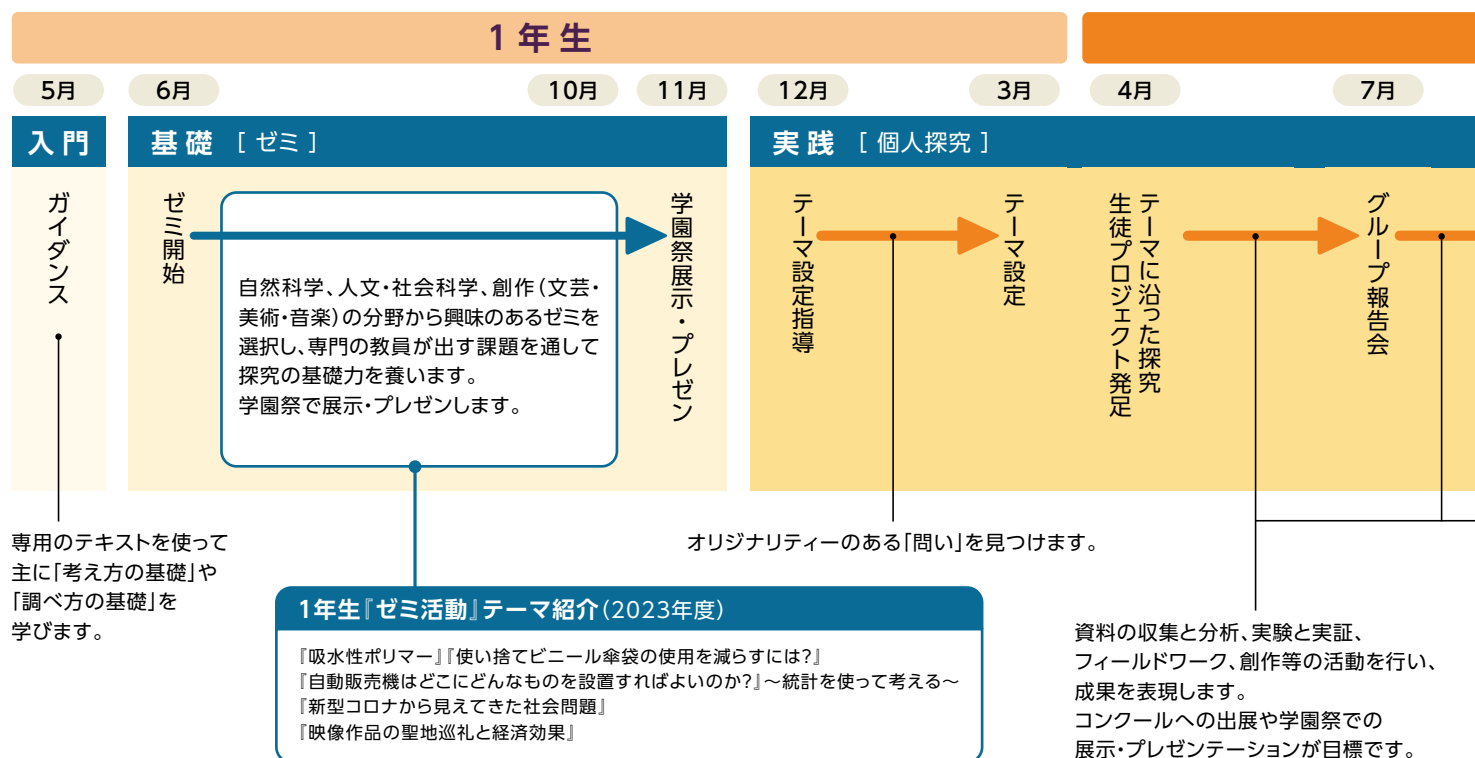 1年生
5月
6月
10月
11月
12月
3月
4月
7月
入門
基礎 [ ゼミ ]
実践 [ 個人探究 ]
ガイダンス
ゼミ開始
自然科学、人文・社会科学、創作（文芸・
美術・音楽）の分野から興味のあるゼミを
選択し、専門の教員が出す課題を通して
探究の基礎力を養います。
学園祭で展示・プレゼンします。
学園祭展示・プレゼン
テーマ設定指導
テーマ設定
テーマに沿った探究
生徒プロジェクト発足
グループ報告会
専用のテキストを使って
主に「考え方の基礎」や
「調べ方の基礎」を
学びます。
オリジナリティーのある「問い」を見つけます。
1年生『ゼミ活動』テーマ紹介（2023年度）
『吸水性ポリマー』『使い捨てビニール傘袋の使用を減らすには？』
『自動販売機はどこにどんなものを設置すればよいのか？』〜統計を使って考える〜
『新型コロナから見えてきた社会問題』
『映像作品の聖地巡礼と経済効果』
資料の収集と分析、実験と実証、
フィールドワーク、創作等の活動を行い、
成果を表現します。
コンクールへの出展や学園祭での
展示・プレゼンテーションが目標です。